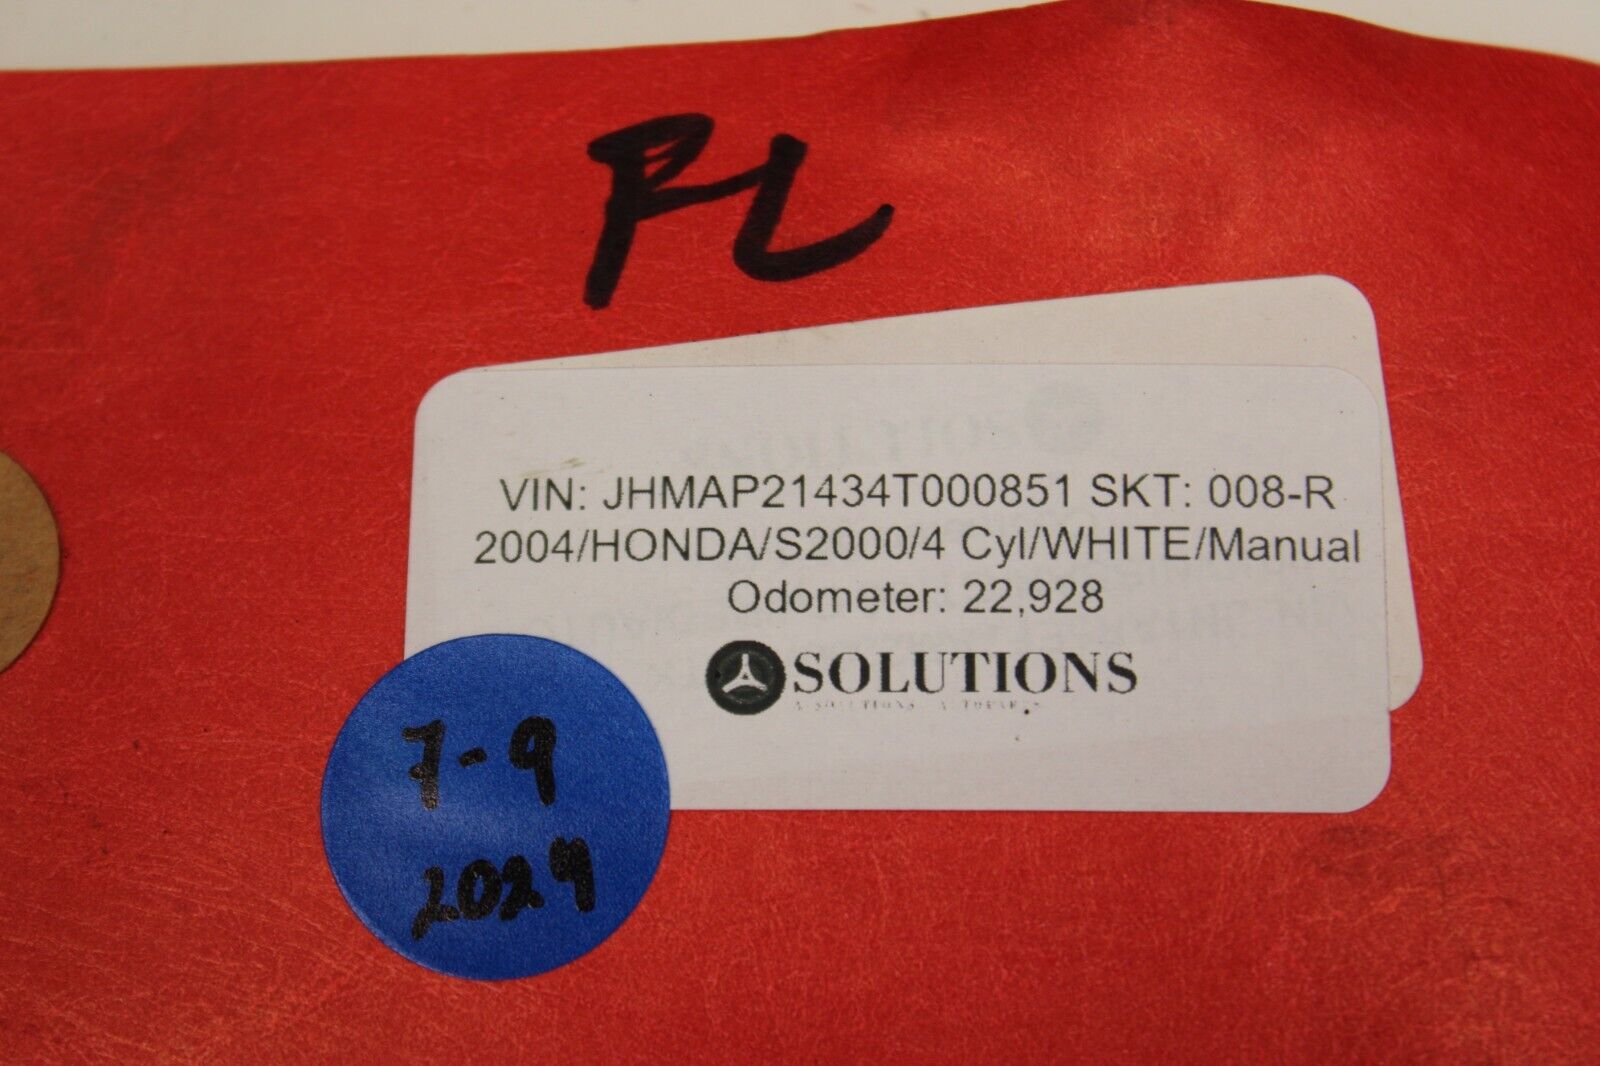 RL
VIN: JHMAP21434T000851 SKT: 008-R
2004/HONDA/S2000/4 Cyl/WHITE/Manual
Odometer: 22,928
SOLUTIONS
7-9
2024